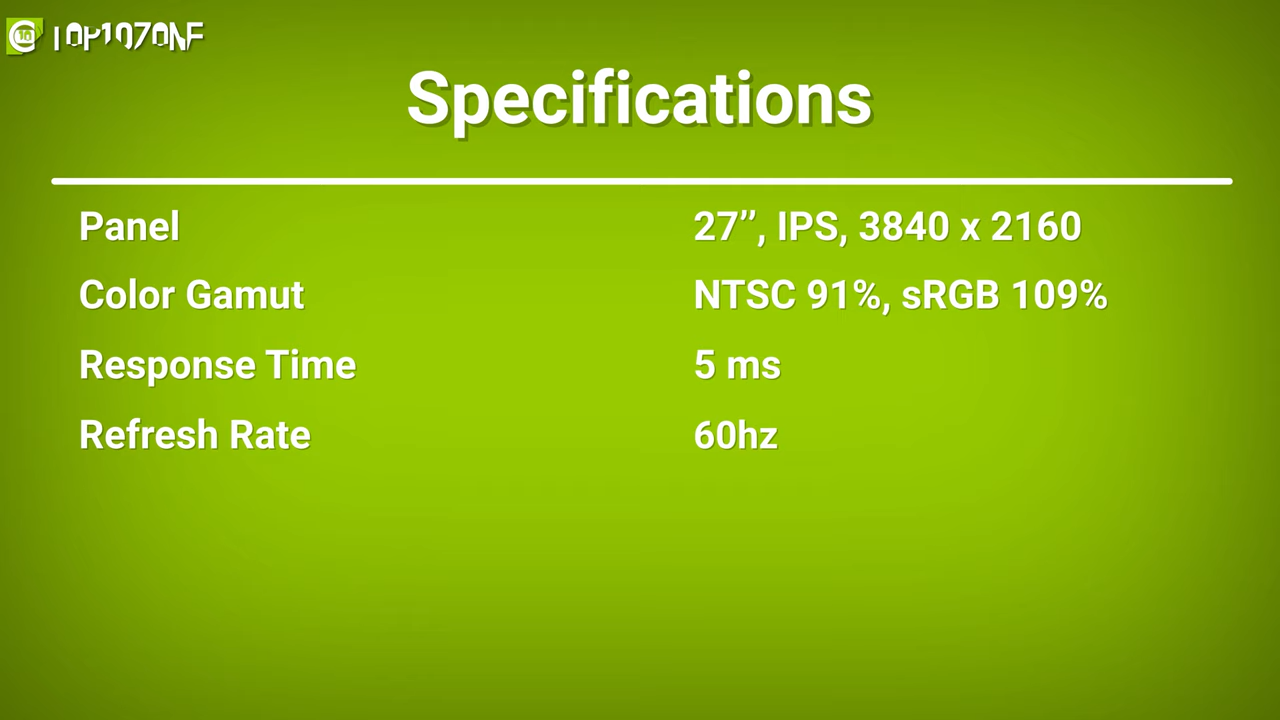 TOP10ZONE
Specifications
Panel 27’’, IPS, 3840 x 2160
Color Gamut NTSC 91%, sRGB 109%
Response Time 5 ms
Refresh Rate 60hz